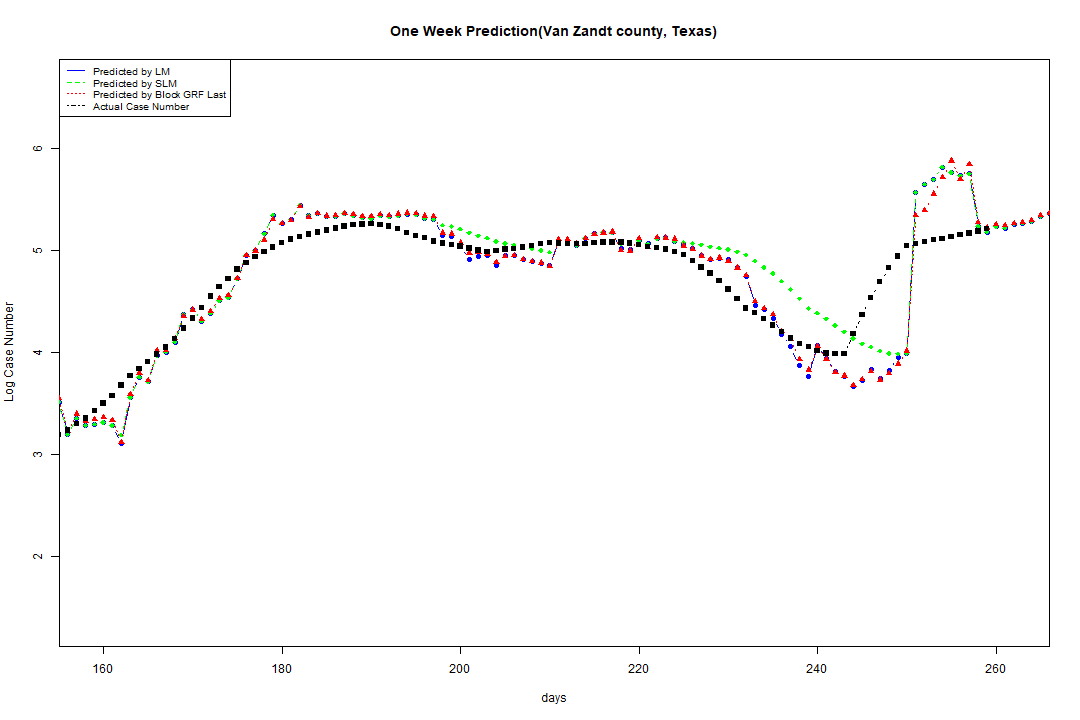 One Week Prediction(Van Zandt county, Texas)
Predicted by LM
Predicted by SLM
Predicted by Block GRF Last
Actual Case Number
6
5
4
3
2
Log Case Number
160 180 200 220 240 260
days